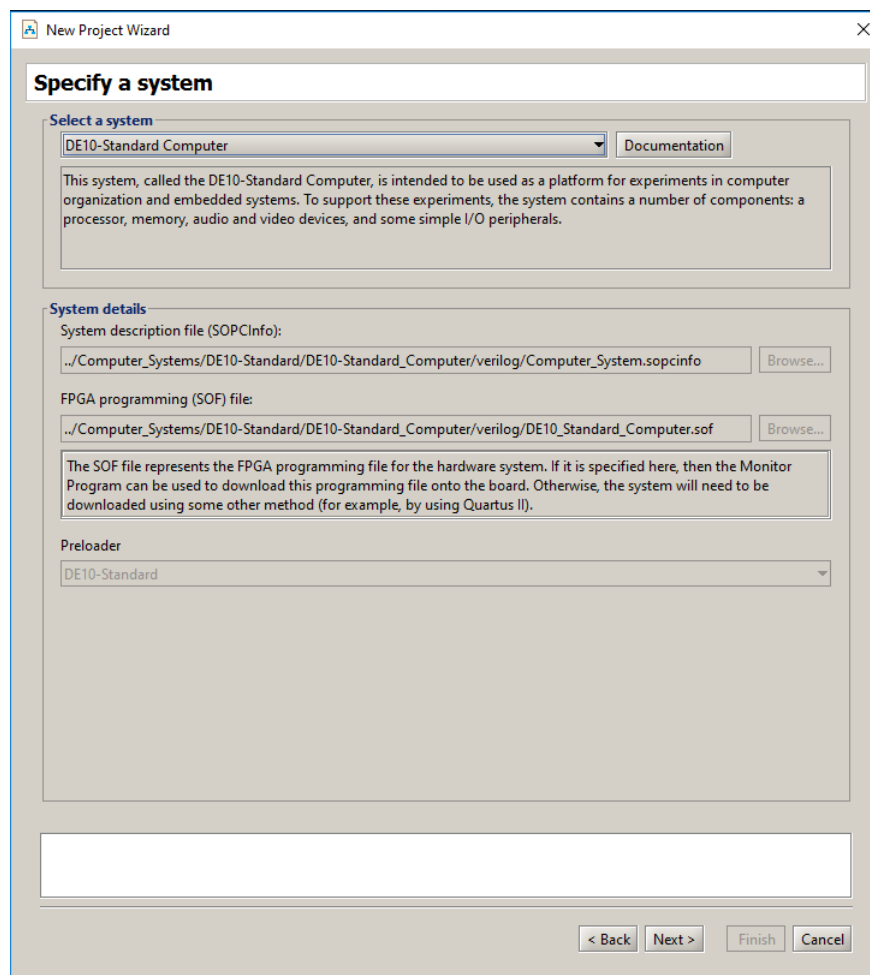 New Project Wizard
Specify a system
Select a system
DE10-Standard Computer
Documentation
This system, called the DE10-Standard Computer, is intended to be used as a platform for experiments in computer
organization and embedded systems. To support these experiments, the system contains a number of components: a
processor, memory, audio and video devices, and some simple I/O peripherals.
System details
System description file (SOPCInfo):
../Computer_Systems/DE10-Standard/DE10-Standard_Computer/verilog/Computer_System.sopcinfo
Browse...
FPGA programming (SOF) file:
../Computer_Systems/DE10-Standard/DE10-Standard_Computer/verilog/DE10_Standard_Computer.sof
Browse...
The SOF file represents the FPGA programming file for the hardware system. If it is specified here, then the Monitor
Program can be used to download this programming file onto the board. Otherwise, the system will need to be
downloaded using some other method (for example, by using Quartus II).
Preloader
DE10-Standard
< Back
Next >
Finish
Cancel